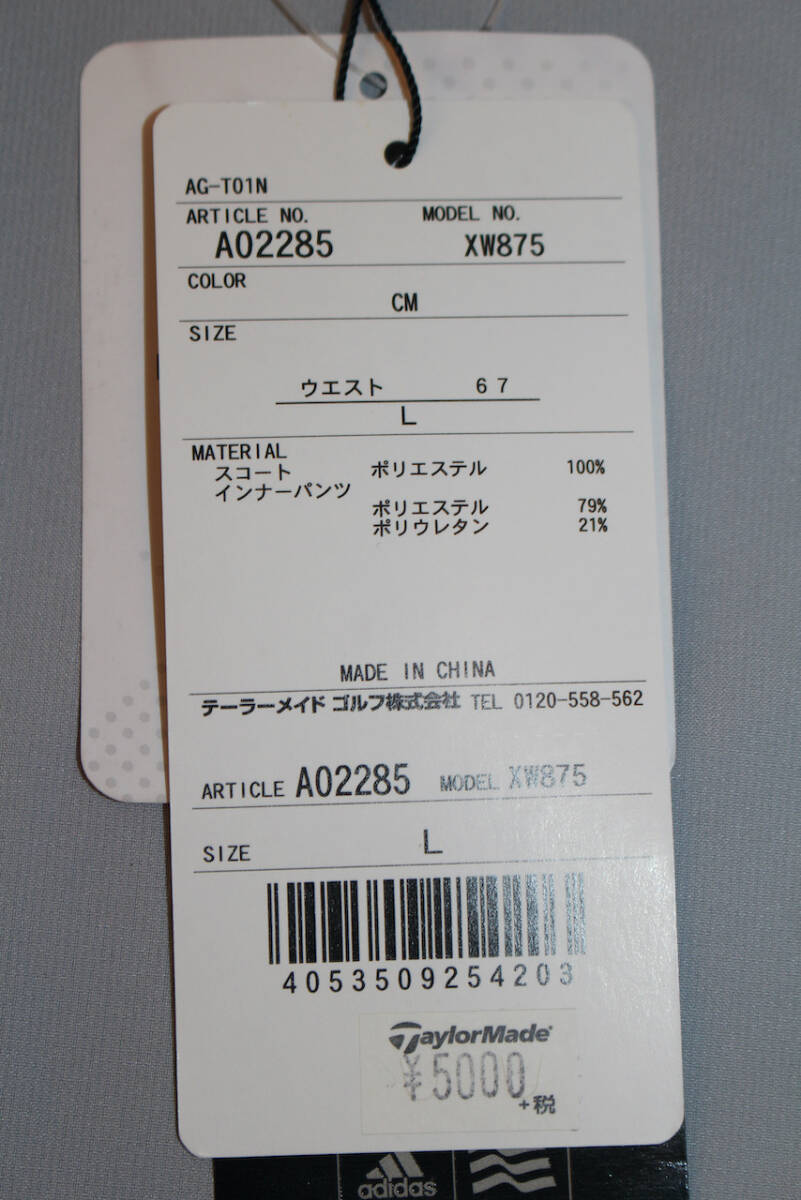 AG-T01N
ARTICLE NO. MODEL NO.
A02285 XW875
COLOR
CM
SIZE
ウエスト 67
L
MATERIAL
スコート ポリエステル 100%
インナーパンツ
ポリエステル 79%
ポリウレタン 21%
MADE IN CHINA
テーラーメイド ゴルフ株式会社 TEL 0120-558-562
ARTICLE A02285 MODEL XW875
SIZE L
4053509254203
TaylorMade
¥5000
+税
adidas